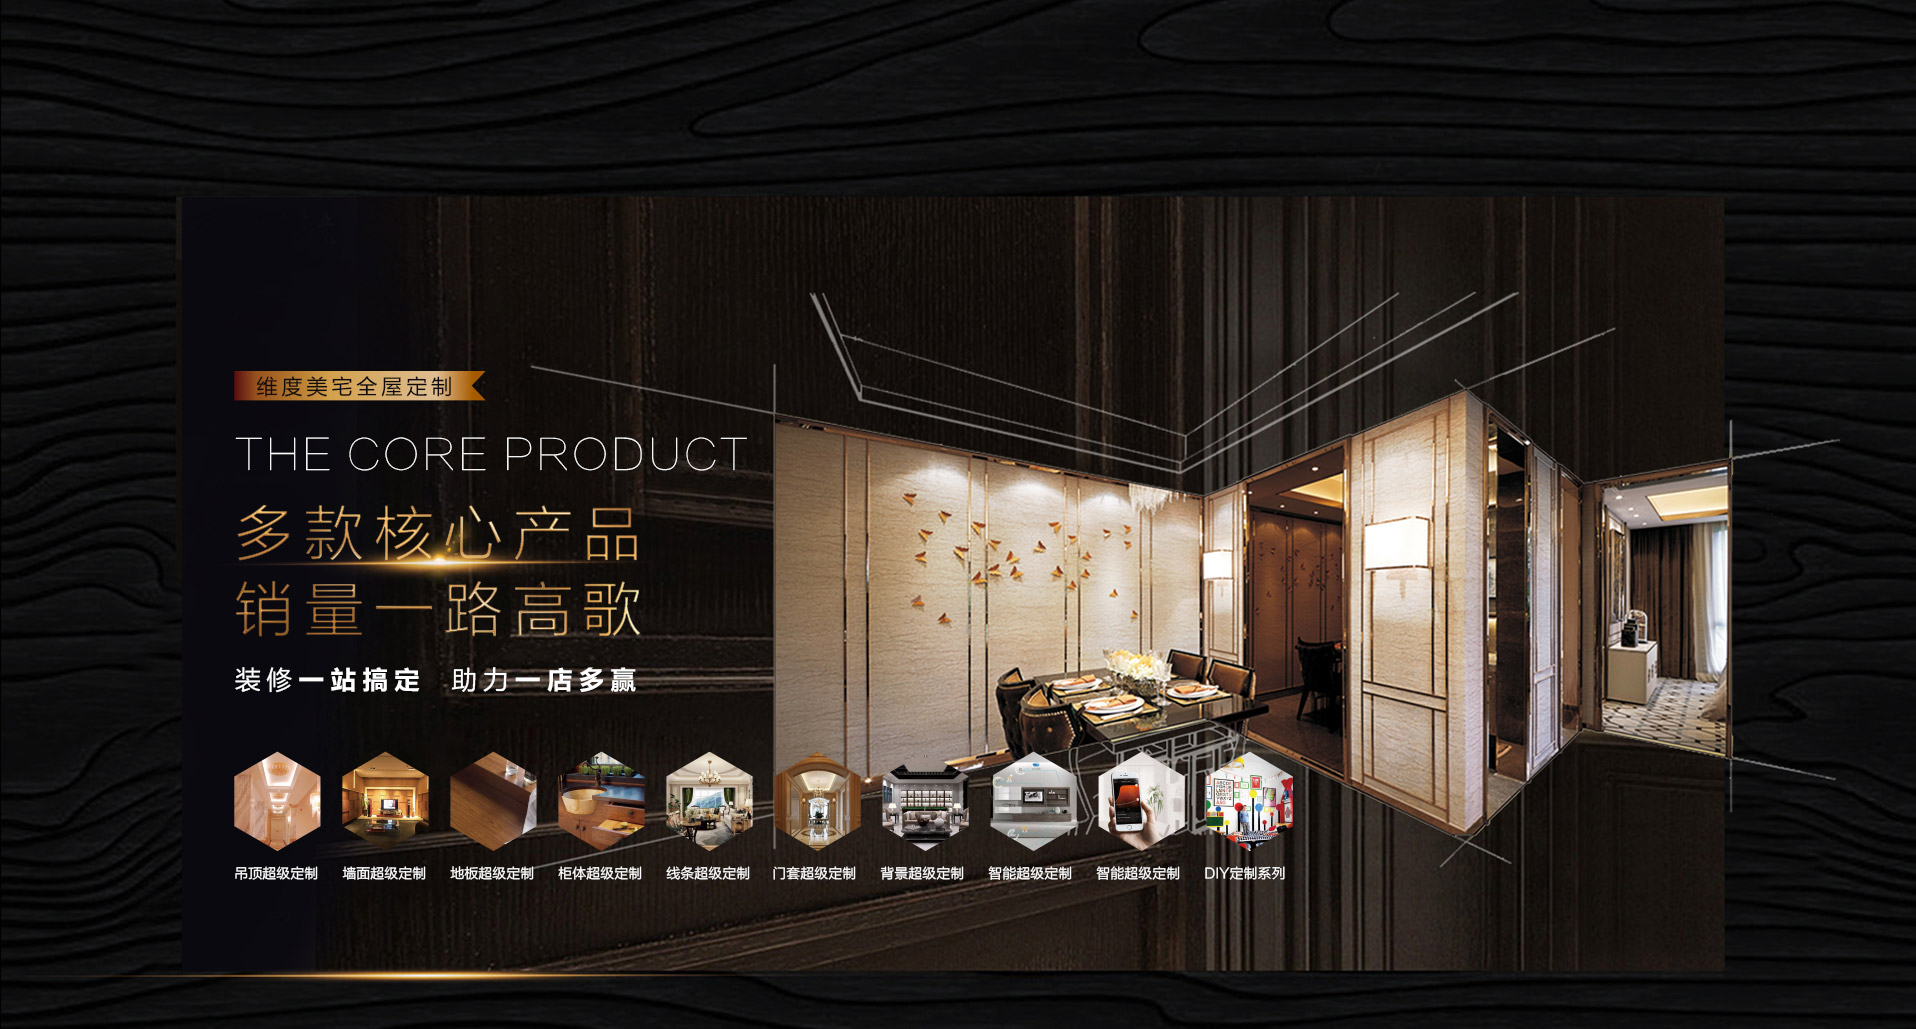 维度美宅全屋定制
THE CORE PRODUCT
多款核心产品
销量一路高歌
装修一站搞定 助力一店多赢
吊顶超级定制 墙面超级定制 地板超级定制 柜体超级定制 线条超级定制 门套超级定制 背景超级定制 智能超级定制 智能超级定制 DIY定制系列